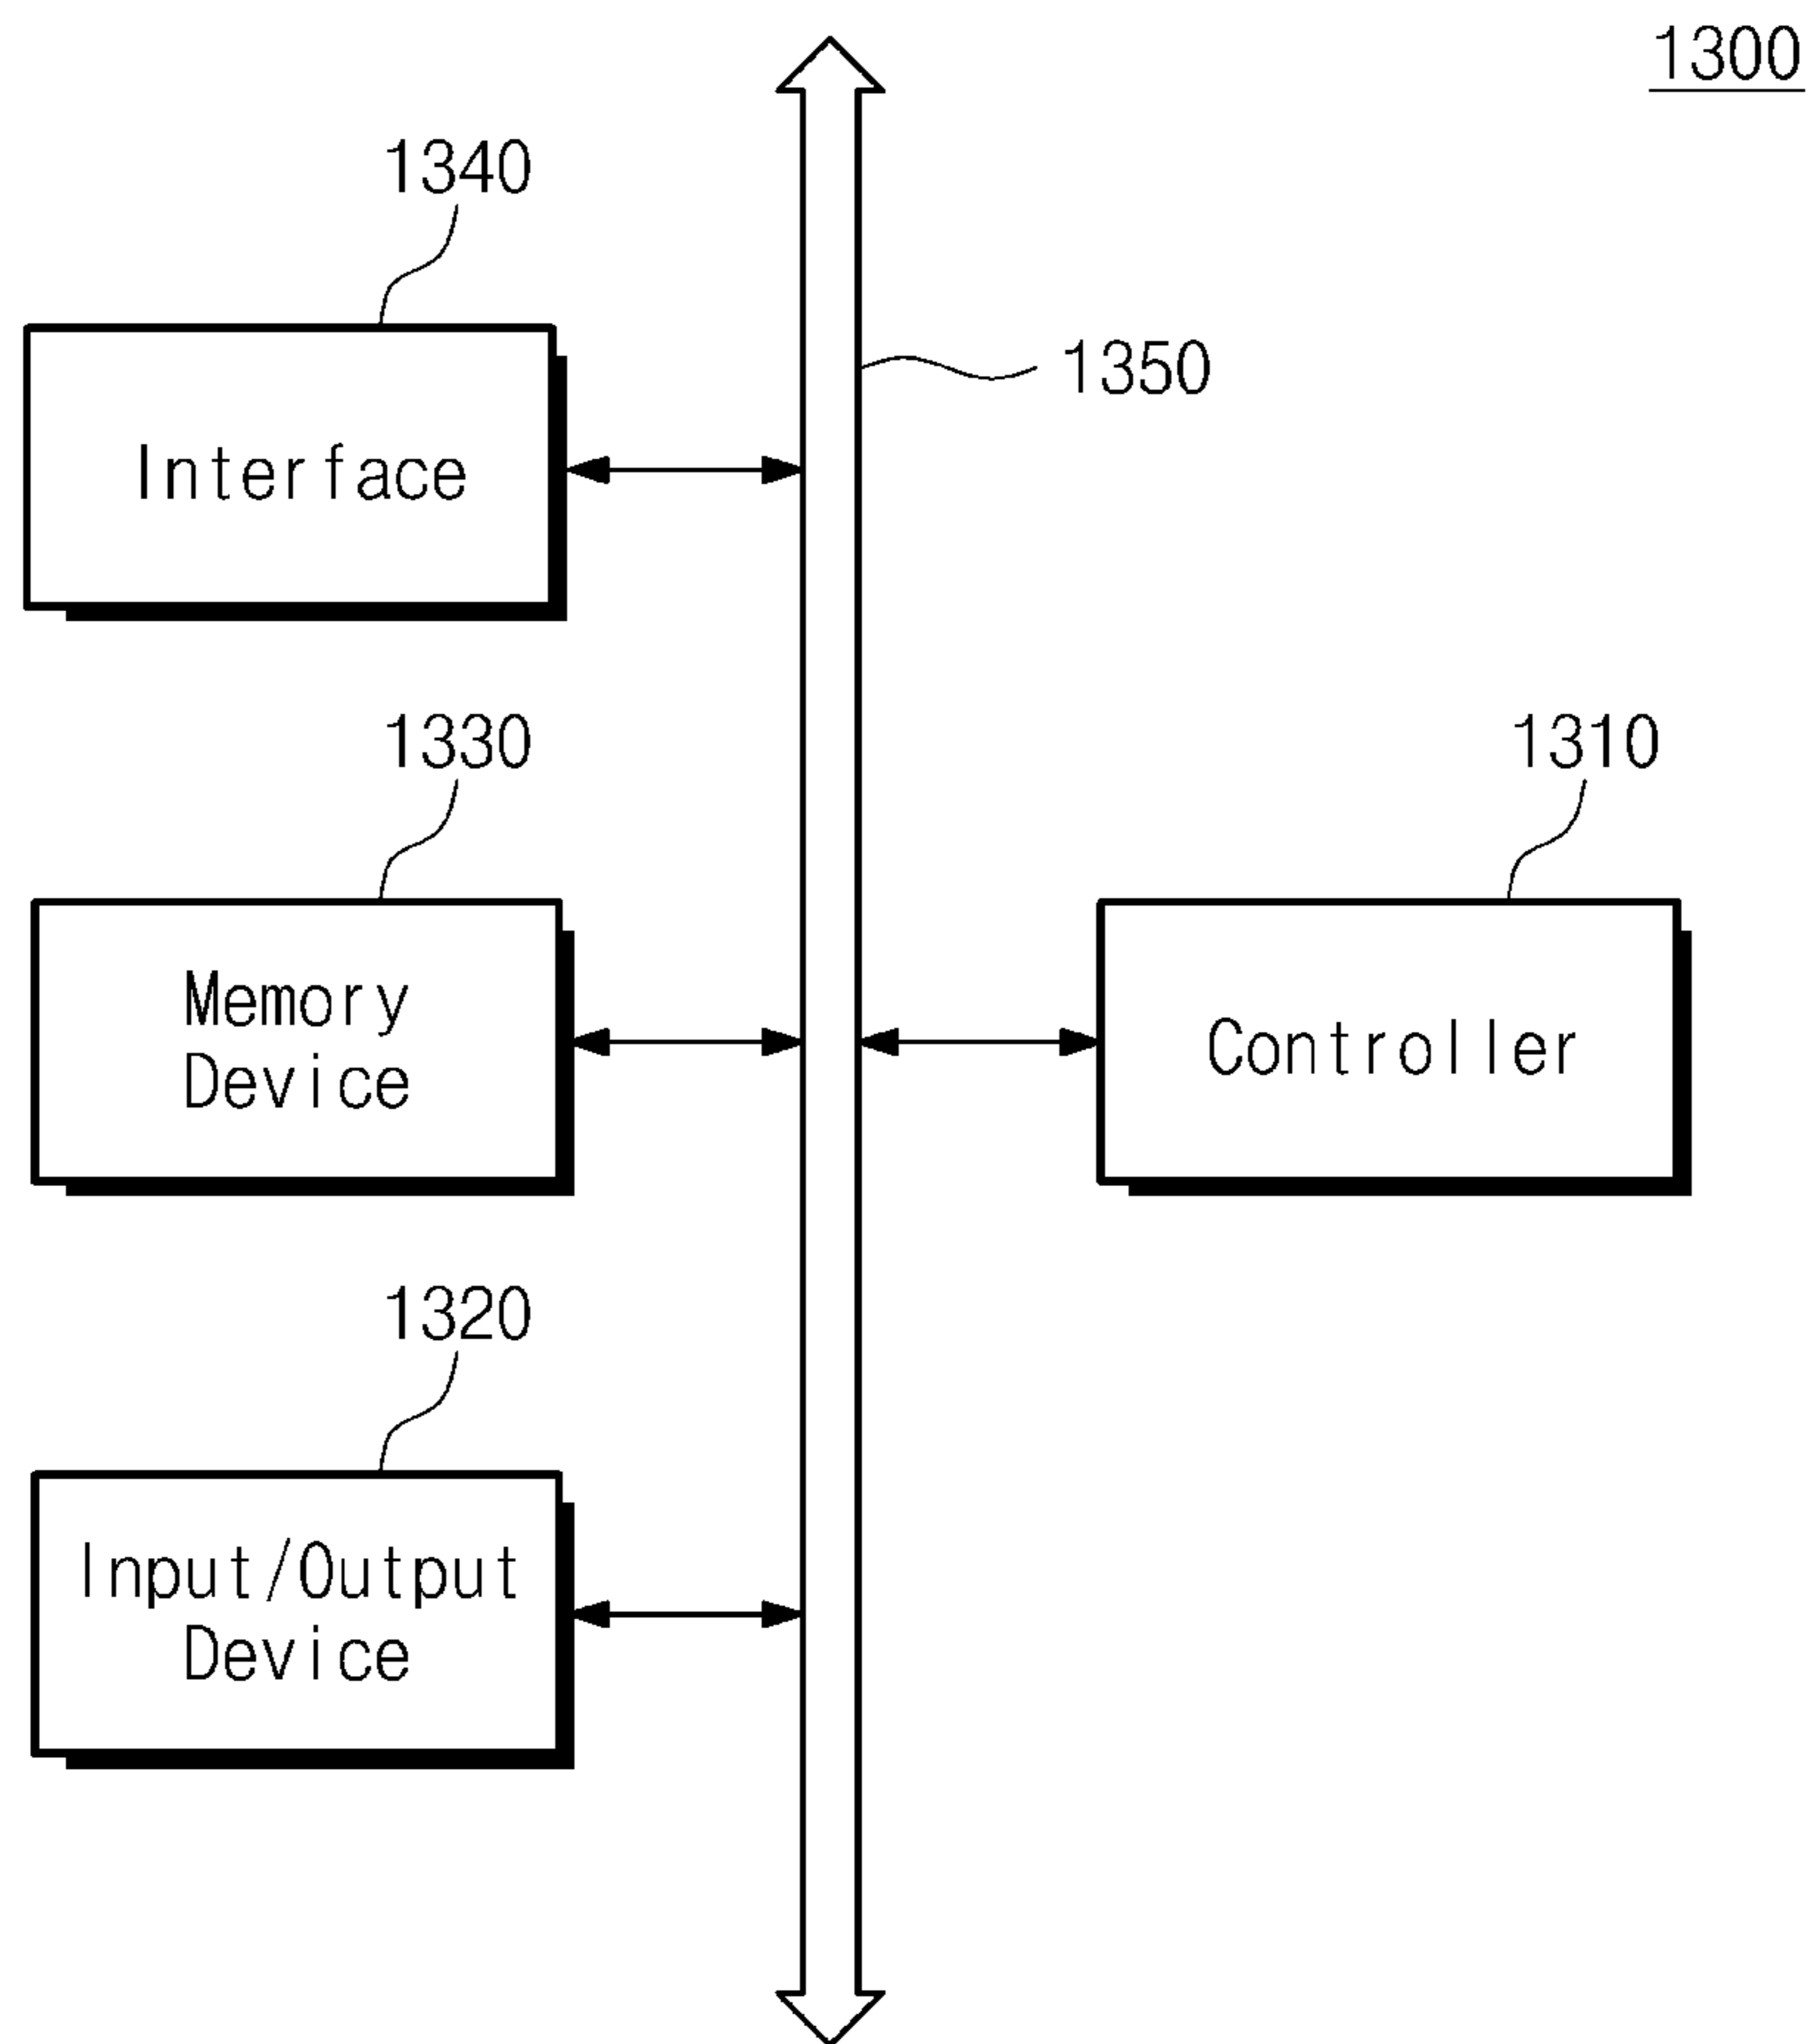 1300
1340
Interface
1350
1330
Memory
Device
1310
Controller
1320
Input/Output
Device